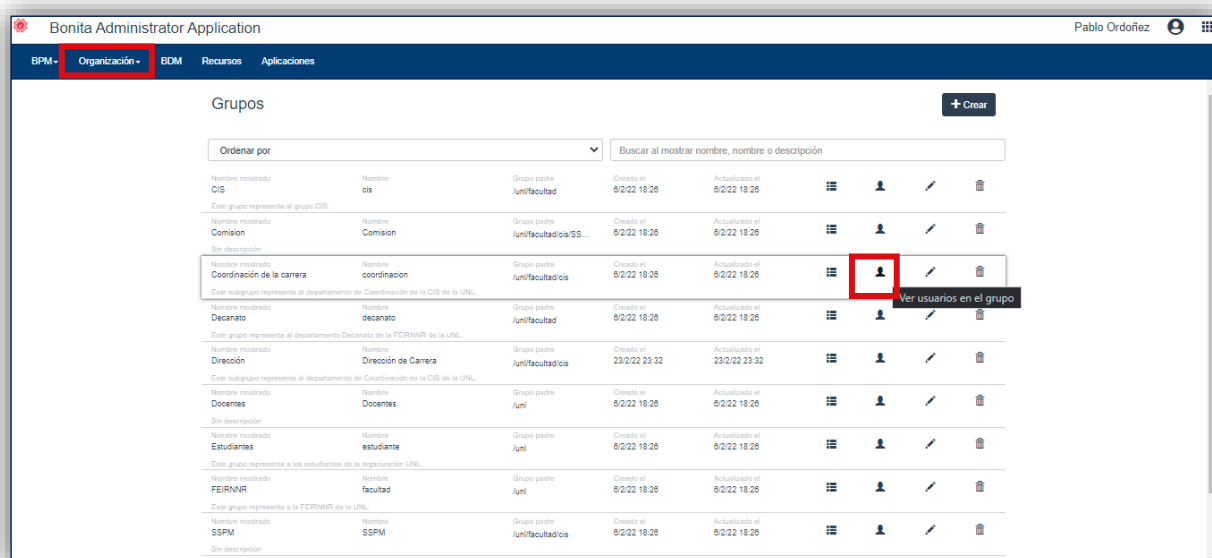 Bonita Administrator Application Pablo Ordoñez
BPM Organización BDM Recursos Aplicaciones
Grupos + Crear
Ordenar por Buscar al mostrar nombre, nombre o descripción
Nombre mostrado Nombre Grupo padre Creado el Actualizado el
CIS cis /unl/facultad 6/2/22 18:26 6/2/22 18:26
Este grupo representa al grupo CIS.
Nombre mostrado Nombre Grupo padre Creado el Actualizado el
Comision Comision /unl/facultad/cis/SS... 6/2/22 18:26 6/2/22 18:26
Sin descripción
Nombre mostrado Nombre Grupo padre Creado el Actualizado el
Coordinación de la carrera coordinacion /unl/facultad/cis 6/2/22 18:26 6/2/22 18:26
Este subgrupo representa al departamento de Coordinación de la CIS de la UNL.
Ver usuarios en el grupo
Nombre mostrado Nombre Grupo padre Creado el Actualizado el
Decanato decanato /unl/facultad 6/2/22 18:26 6/2/22 18:26
Este grupo representa al departamento Decanato de la FEIRNNR de la UNL.
Nombre mostrado Nombre Grupo padre Creado el Actualizado el
Dirección Dirección de Carrera /unl/facultad/cis 23/2/22 23:32 23/2/22 23:32
Este subgrupo representa al departamento de Coordinación de la CIS de la UNL.
Nombre mostrado Nombre Grupo padre Creado el Actualizado el
Docentes Docentes /unl 6/2/22 18:26 6/2/22 18:26
Sin descripción
Nombre mostrado Nombre Grupo padre Creado el Actualizado el
Estudiantes estudiante /unl 6/2/22 18:26 6/2/22 18:26
Este grupo representa a los estudiantes de la organización UNL.
Nombre mostrado Nombre Grupo padre Creado el Actualizado el
FEIRNNR facultad /unl 6/2/22 18:26 6/2/22 18:26
Este grupo representa a la FEIRNNR de la UNL.
Nombre mostrado Nombre Grupo padre Creado el Actualizado el
SSPM SSPM /unl/facultad/cis 6/2/22 18:26 6/2/22 18:26
Sin descripción